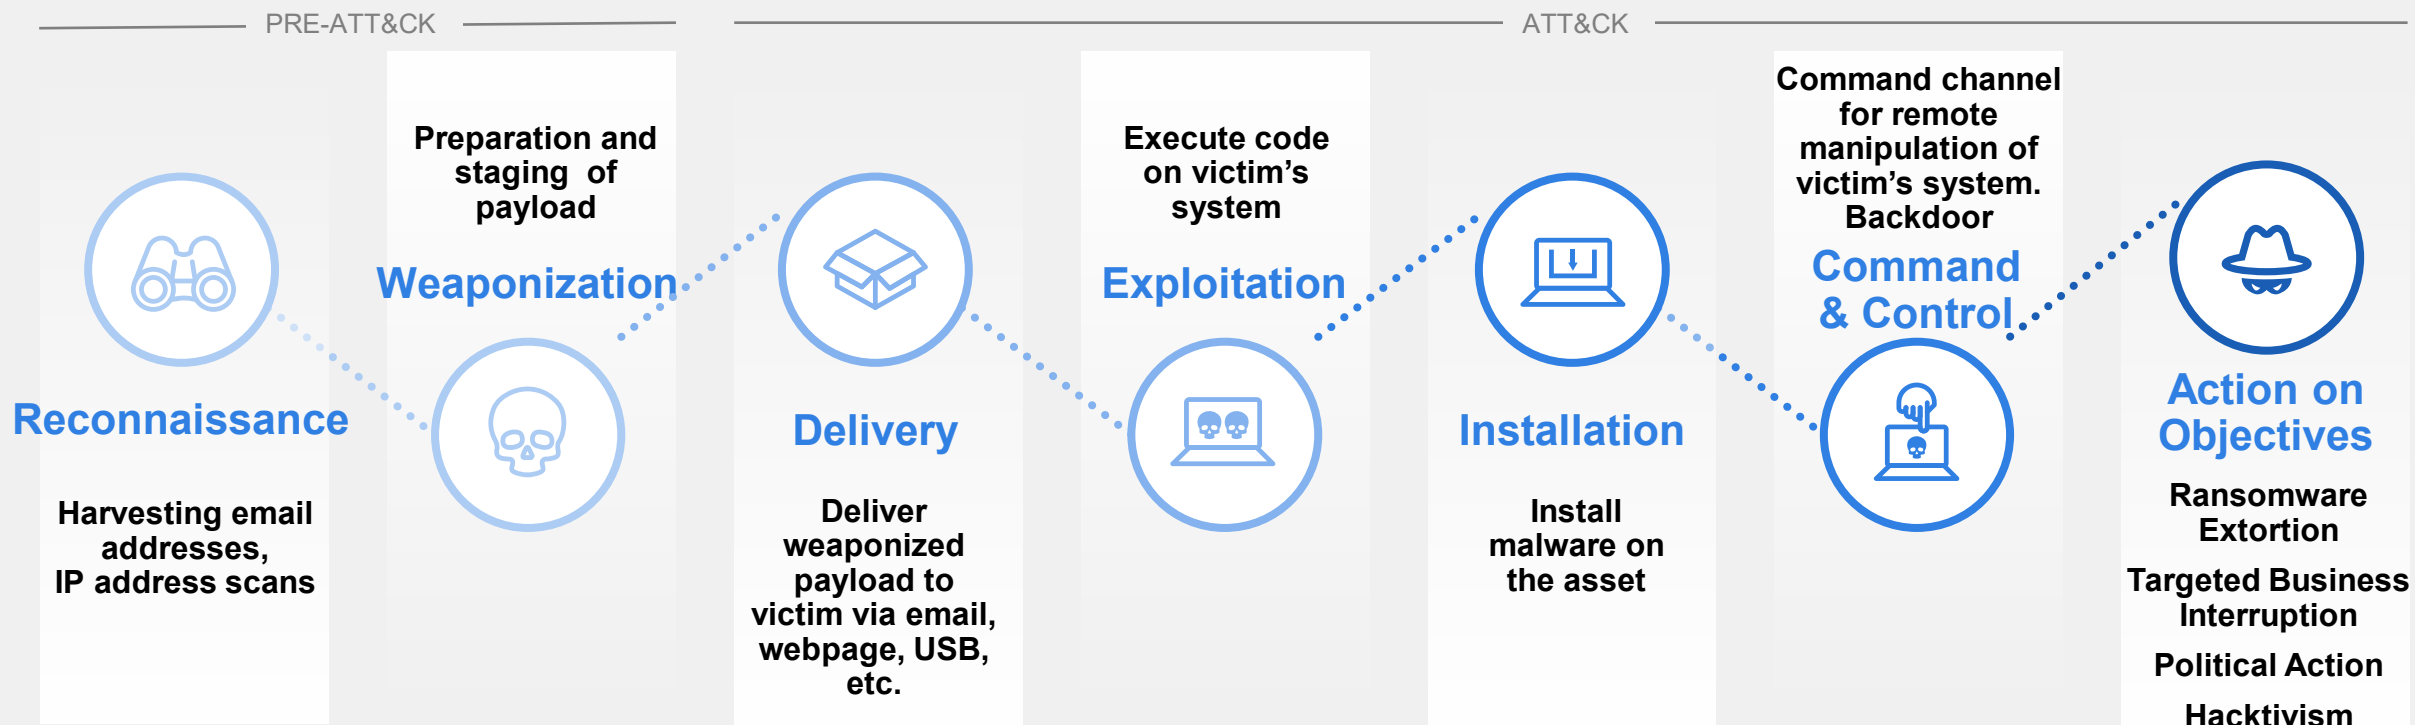 PRE-ATT&CK
ATT&CK
Reconnaissance
Harvesting email
addresses,
IP address scans
Preparation and
staging of
payload
Weaponization
Delivery
Deliver
weaponized
payload to
victim via email,
webpage, USB,
etc.
Execute code
on victim’s
system
Exploitation
Installation
Install
malware on
the asset
Command channel
for remote
manipulation of
victim’s system.
Backdoor
Command
& Control
Action on
Objectives
Ransomware
Extortion
Targeted Business
Interruption
Political Action
Hacktivism